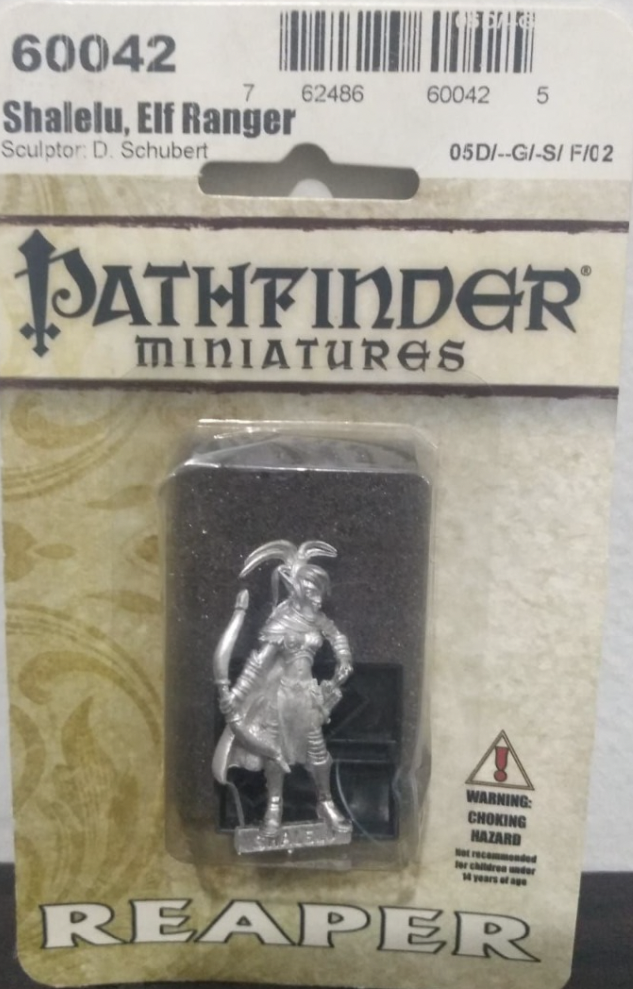 60042
7 62486 60042 5
Shalelu, Elf Ranger
Sculptor: D. Schubert
05D/--G/-S/ F/02
PATHFINDER®
MINIATURES
SHALELU
WARNING:
CHOKING
HAZARD
Not recommended
for children under
14 years of age
REAPER